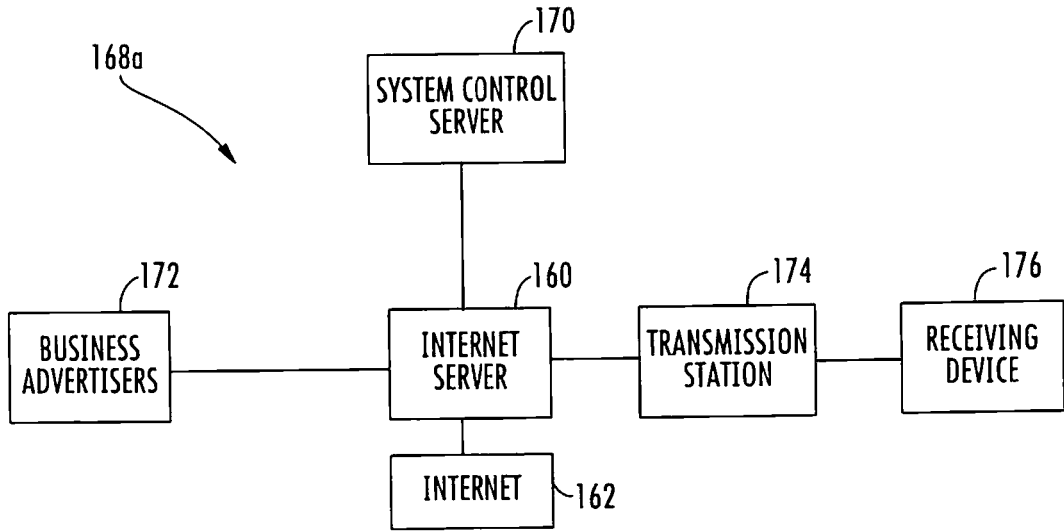 170
168a
SYSTEM CONTROL
SERVER
172
160
174
176
BUSINESS
ADVERTISERS
INTERNET
SERVER
TRANSMISSION
STATION
RECEIVING
DEVICE
INTERNET
162